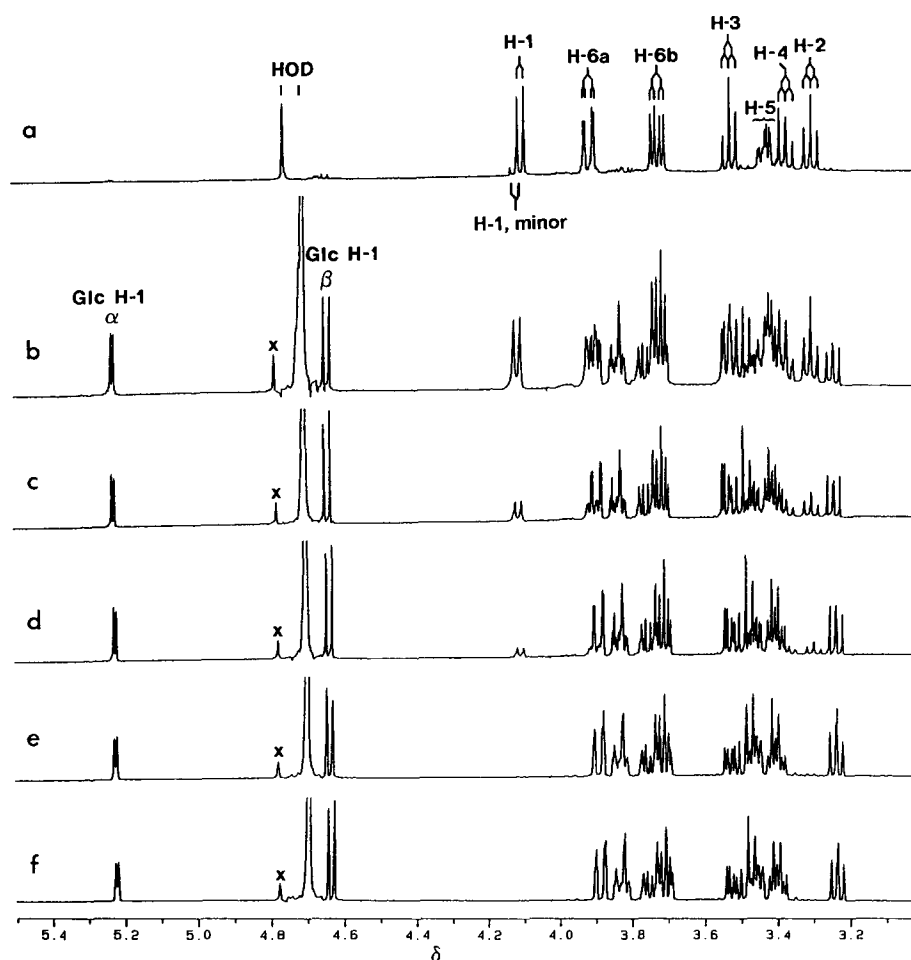 H-3
H-1 H-6a H-6b H-4 H-2
HOD
H-5
a
H-1, minor
Glc H-1
β
Glc H-1
α
x
b
x
c
x
d
x
e
x
f
5.4 5.2 5.0 4.8 4.6 4.4 4.2 4.0 3.8 3.6 3.4 3.2
δ